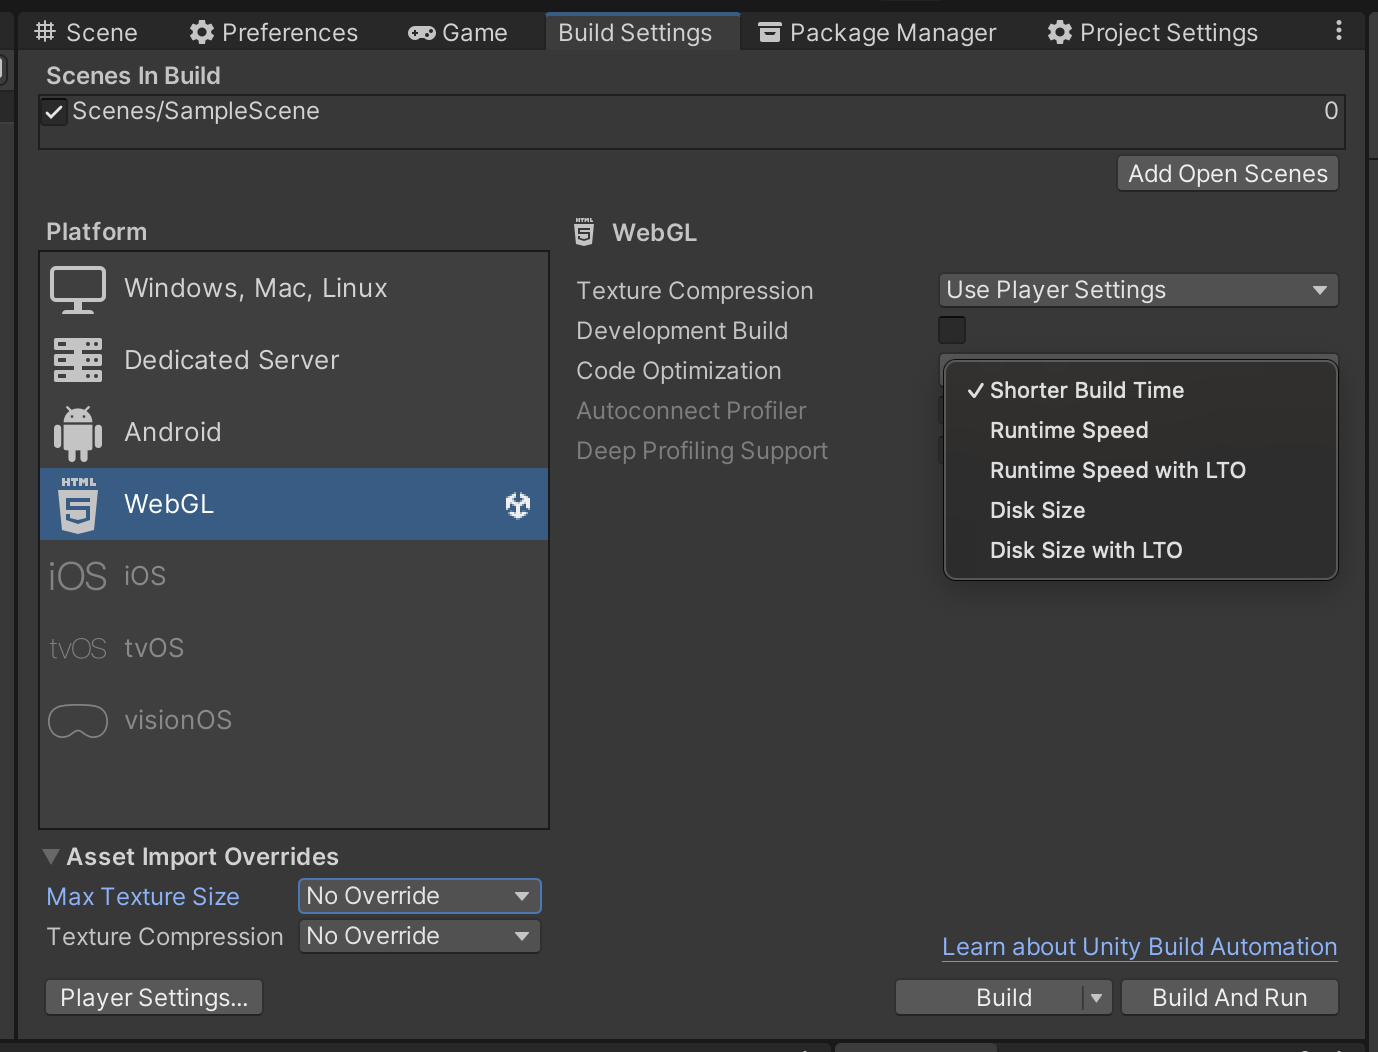 Scene Preferences Game Build Settings Package Manager Project Settings
Scenes In Build
Scenes/SampleScene 0
Add Open Scenes
Platform
Windows, Mac, Linux
Dedicated Server
Android
HTML 5 WebGL
iOS iOS
tvOS tvOS
visionOS
HTML 5 WebGL
Texture Compression Use Player Settings
Development Build
Code Optimization
Autoconnect Profiler
Deep Profiling Support
Shorter Build Time
Runtime Speed
Runtime Speed with LTO
Disk Size
Disk Size with LTO
Asset Import Overrides
Max Texture Size No Override
Texture Compression No Override
Learn about Unity Build Automation
Player Settings... Build Build And Run